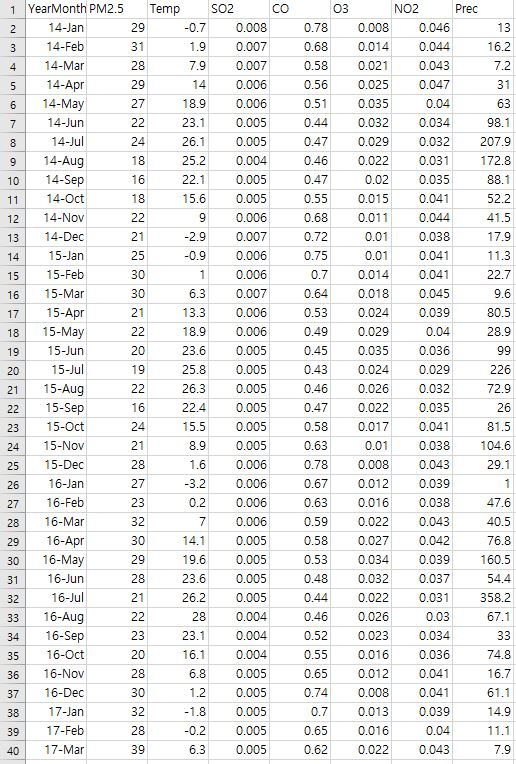 1 YearMonth PM2.5 Temp SO2 CO O3 NO2 Prec
2 14-Jan 29 -0.7 0.008 0.78 0.008 0.046 13
3 14-Feb 31 1.9 0.007 0.68 0.014 0.044 16.2
4 14-Mar 28 7.9 0.007 0.58 0.021 0.043 7.2
5 14-Apr 29 14 0.006 0.56 0.025 0.047 31
6 14-May 27 18.9 0.006 0.51 0.035 0.04 63
7 14-Jun 22 23.1 0.005 0.44 0.032 0.034 98.1
8 14-Jul 24 26.1 0.005 0.47 0.029 0.032 207.9
9 14-Aug 18 25.2 0.004 0.46 0.022 0.031 172.8
10 14-Sep 16 22.1 0.005 0.47 0.02 0.035 88.1
11 14-Oct 18 15.6 0.005 0.55 0.015 0.041 52.2
12 14-Nov 22 9 0.006 0.68 0.011 0.044 41.5
13 14-Dec 21 -2.9 0.007 0.72 0.01 0.038 17.9
14 15-Jan 25 -0.9 0.006 0.75 0.01 0.041 11.3
15 15-Feb 30 1 0.006 0.7 0.014 0.041 22.7
16 15-Mar 30 6.3 0.007 0.64 0.018 0.045 9.6
17 15-Apr 21 13.3 0.006 0.53 0.024 0.039 80.5
18 15-May 22 18.9 0.006 0.49 0.029 0.04 28.9
19 15-Jun 20 23.6 0.005 0.45 0.035 0.036 99
20 15-Jul 19 25.8 0.005 0.43 0.024 0.029 226
21 15-Aug 22 26.3 0.005 0.46 0.026 0.032 72.9
22 15-Sep 16 22.4 0.005 0.47 0.022 0.035 26
23 15-Oct 24 15.5 0.005 0.58 0.017 0.041 81.5
24 15-Nov 21 8.9 0.005 0.63 0.01 0.038 104.6
25 15-Dec 28 1.6 0.006 0.78 0.008 0.043 29.1
26 16-Jan 27 -3.2 0.006 0.67 0.012 0.039 1
27 16-Feb 23 0.2 0.006 0.63 0.016 0.038 47.6
28 16-Mar 32 7 0.006 0.59 0.022 0.043 40.5
29 16-Apr 30 14.1 0.005 0.58 0.027 0.042 76.8
30 16-May 29 19.6 0.005 0.53 0.034 0.039 160.5
31 16-Jun 28 23.6 0.005 0.48 0.032 0.037 54.4
32 16-Jul 21 26.2 0.005 0.44 0.022 0.031 358.2
33 16-Aug 22 28 0.004 0.46 0.026 0.03 67.1
34 16-Sep 23 23.1 0.004 0.52 0.023 0.034 33
35 16-Oct 20 16.1 0.004 0.55 0.016 0.036 74.8
36 16-Nov 28 6.8 0.005 0.65 0.012 0.041 16.7
37 16-Dec 30 1.2 0.005 0.74 0.008 0.041 61.1
38 17-Jan 32 -1.8 0.005 0.7 0.013 0.039 14.9
39 17-Feb 28 -0.2 0.005 0.65 0.016 0.04 11.1
40 17-Mar 39 6.3 0.005 0.62 0.022 0.043 7.9